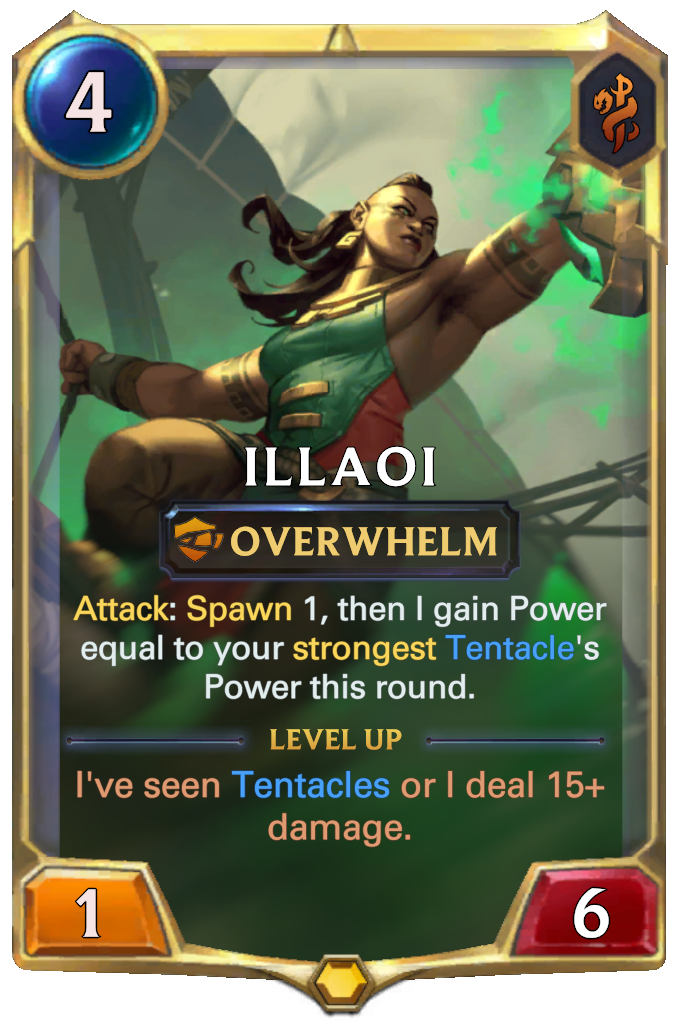 4
ILLAOI
OVERWHELM
Attack: Spawn 1, then I gain Power
equal to your strongest Tentacle's
Power this round.
LEVEL UP
I've seen Tentacles or I deal 15+
damage.
1
6